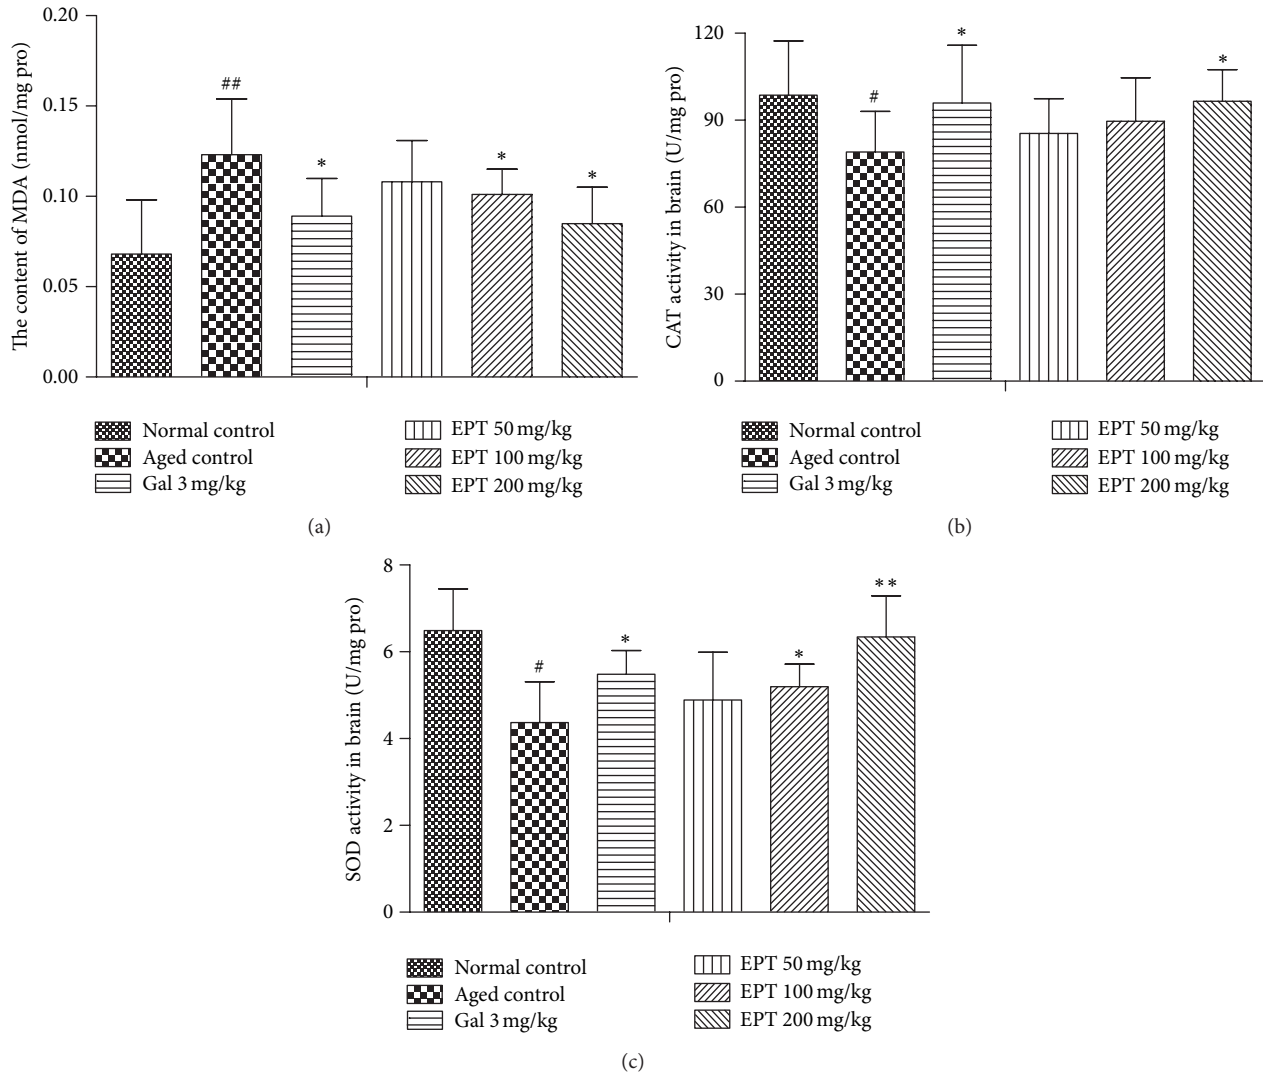 The content of MDA (nmol/mg pro)
0.20
0.15
0.10
0.05
0.00
##
*
*
*
Normal control
Aged control
Gal 3 mg/kg
EPT 50 mg/kg
EPT 100 mg/kg
EPT 200 mg/kg
(a)
CAT activity in brain (U/mg pro)
120
90
60
30
0
#
*
*
Normal control
Aged control
Gal 3 mg/kg
EPT 50 mg/kg
EPT 100 mg/kg
EPT 200 mg/kg
(b)
SOD activity in brain (U/mg pro)
8
6
4
2
0
#
*
*
**
Normal control
Aged control
Gal 3 mg/kg
EPT 50 mg/kg
EPT 100 mg/kg
EPT 200 mg/kg
(c)